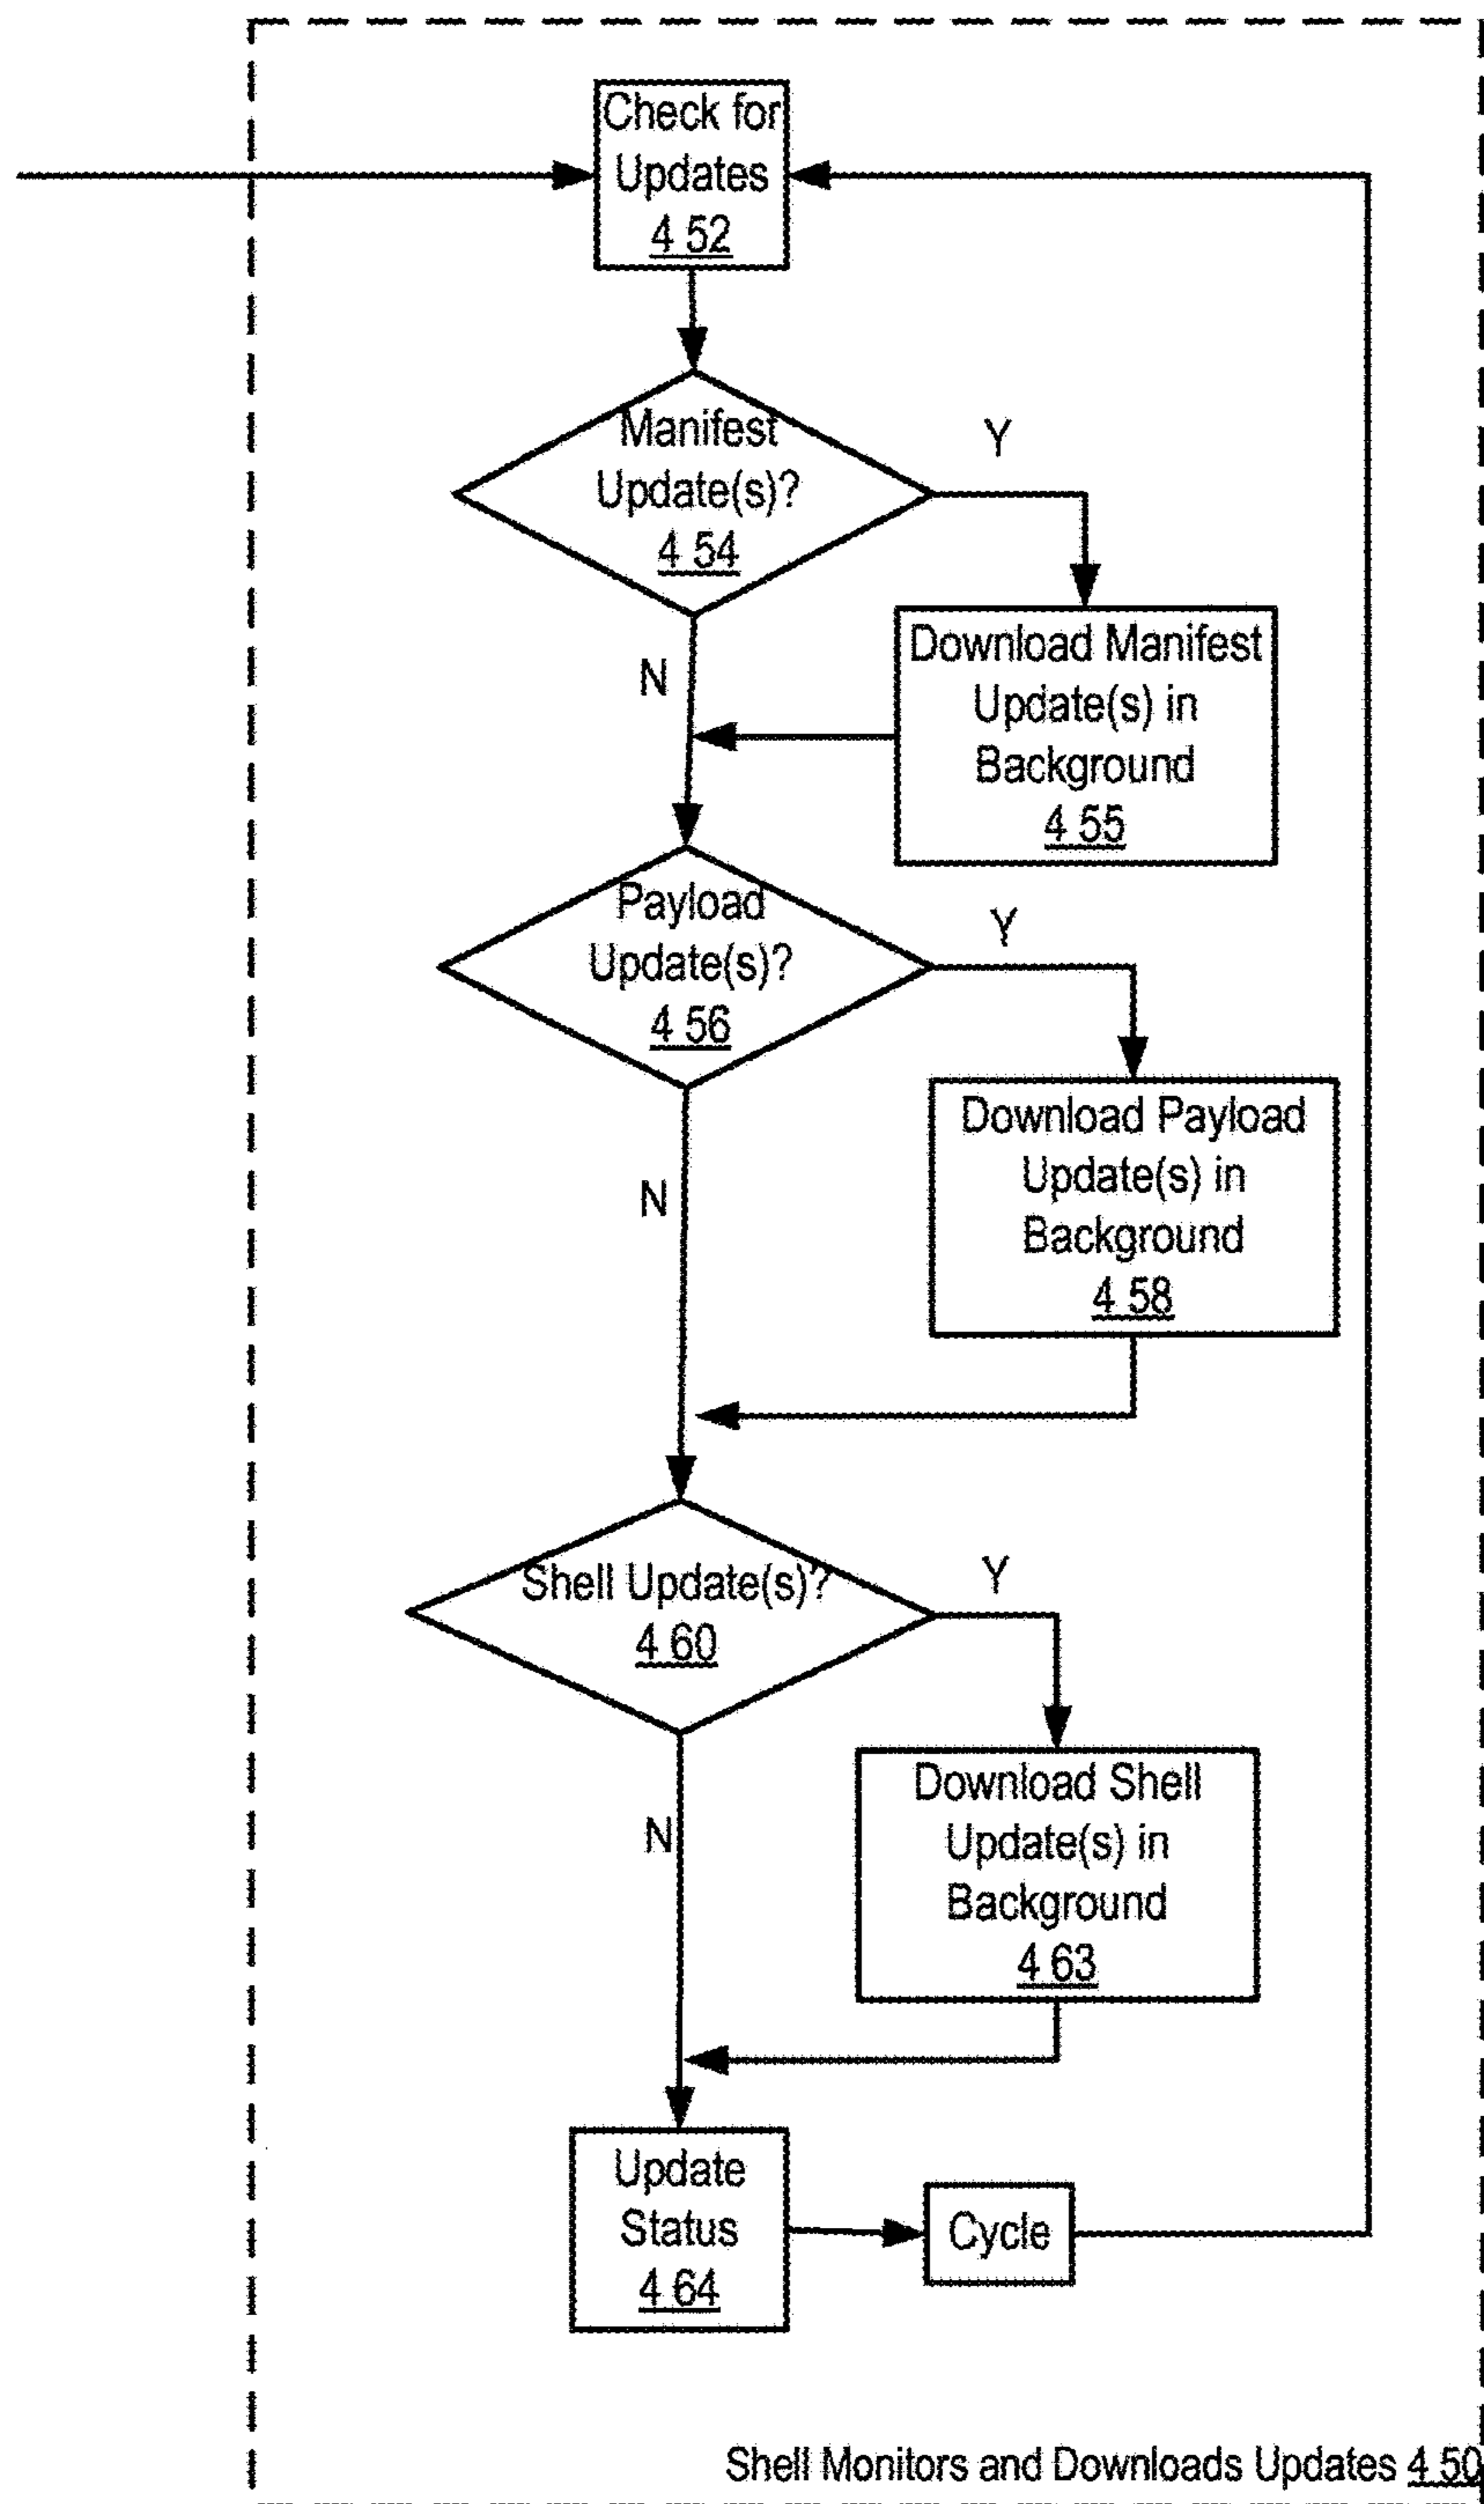 Check for
Updates
4 52
Manifest
Update(s)?
4 54
Y
N
Download Manifest
Update(s) in
Background
4 55
Payload
Update(s)?
4 56
Y
N
Download Payload
Update(s) in
Background
4 58
Shell Update(s)?
4 60
Y
N
Download Shell
Update(s) in
Background
4 63
Update
Status
4 64
Cycle
Shell Monitors and Downloads Updates 4 50